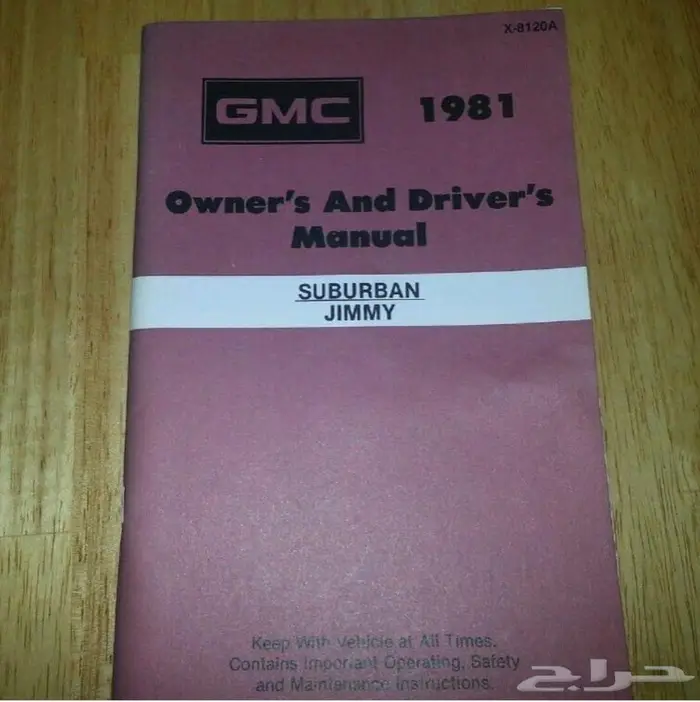 X-8120A
GMC 1981
Owner's And Driver's
Manual
SUBURBAN
JIMMY
Keep With Vehicle at All Times.
Contains Important Operating, Safety
and Maintenance Instructions.
حراج